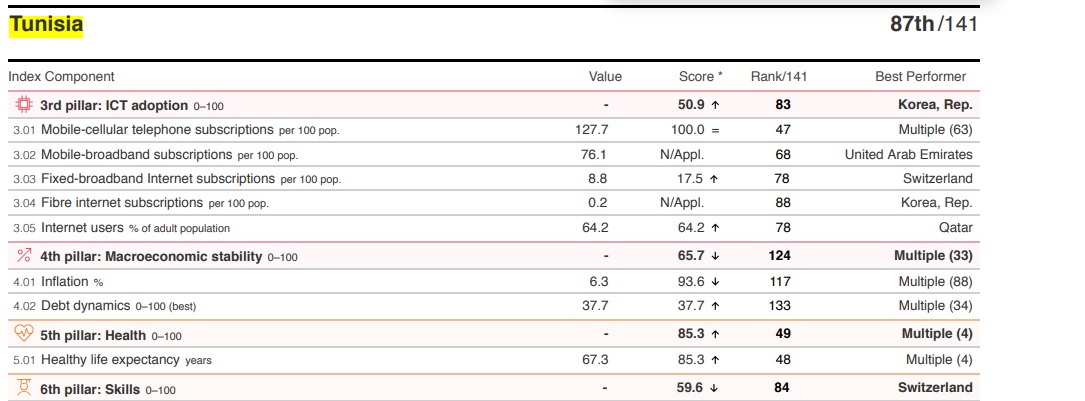 Tunisia 87th /141
Index Component Value Score * Rank/141 Best Performer
3rd pillar: ICT adoption 0–100 - 50.9 ↑ 83 Korea, Rep.
3.01 Mobile-cellular telephone subscriptions per 100 pop. 127.7 100.0 = 47 Multiple (63)
3.02 Mobile-broadband subscriptions per 100 pop. 76.1 N/Appl. 68 United Arab Emirates
3.03 Fixed-broadband Internet subscriptions per 100 pop. 8.8 17.5 ↑ 78 Switzerland
3.04 Fibre internet subscriptions per 100 pop. 0.2 N/Appl. 88 Korea, Rep.
3.05 Internet users % of adult population 64.2 64.2 ↑ 78 Qatar
4th pillar: Macroeconomic stability 0–100 - 65.7 ↓ 124 Multiple (33)
4.01 Inflation % 6.3 93.6 ↓ 117 Multiple (88)
4.02 Debt dynamics 0–100 (best) 37.7 37.7 ↑ 133 Multiple (34)
5th pillar: Health 0–100 - 85.3 ↑ 49 Multiple (4)
5.01 Healthy life expectancy years 67.3 85.3 ↑ 48 Multiple (4)
6th pillar: Skills 0–100 - 59.6 ↓ 84 Switzerland